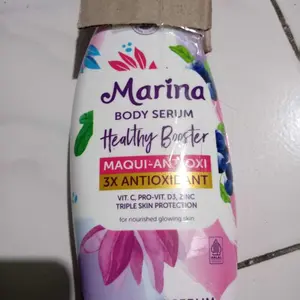 Marina
BODY SERUM
Healthy Booster
MAQUI-ANTIOXI
3X ANTIOXIDANT
VIT. C, PRO-VIT. D3, ZINC
TRIPLE SKIN PROTECTION
for nourished glowing skin
SERUM